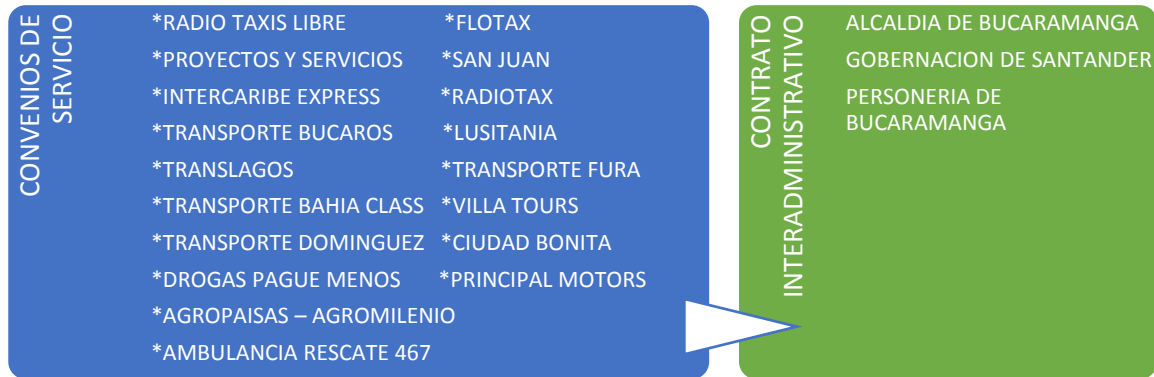 CONVENIOS DE
SERVICIO
*RADIO TAXIS LIBRE *FLOTAX
*PROYECTOS Y SERVICIOS *SAN JUAN
*INTERCARIBE EXPRESS *RADIOTAX
*TRANSPORTE BUCAROS *LUSITANIA
*TRANSLAGOS *TRANSPORTE FURA
*TRANSPORTE BAHIA CLASS *VILLA TOURS
*TRANSPORTE DOMINGUEZ *CIUDAD BONITA
*DROGAS PAGUE MENOS *PRINCIPAL MOTORS
*AGROPAISAS – AGROMILENIO
*AMBULANCIA RESCATE 467
CONTRATO
INTERADMINISTRATIVO
ALCALDIA DE BUCARAMANGA
GOBERNACION DE SANTANDER
PERSONERIA DE
BUCARAMANGA